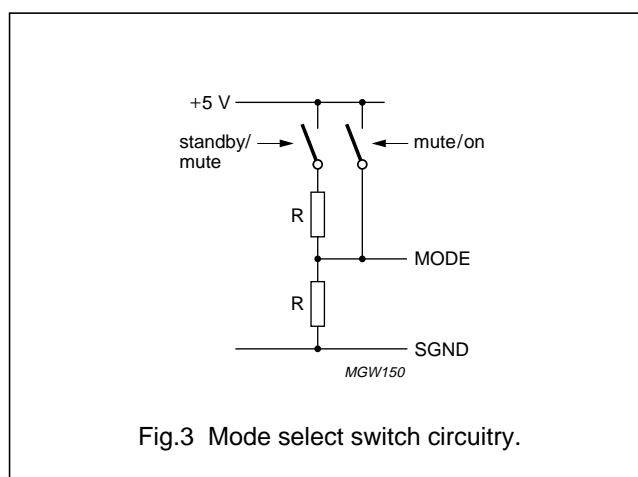 +5 V
standby/
mute
mute/on
R
MODE
R
SGND
MGW150
Fig.3 Mode select switch circuitry.